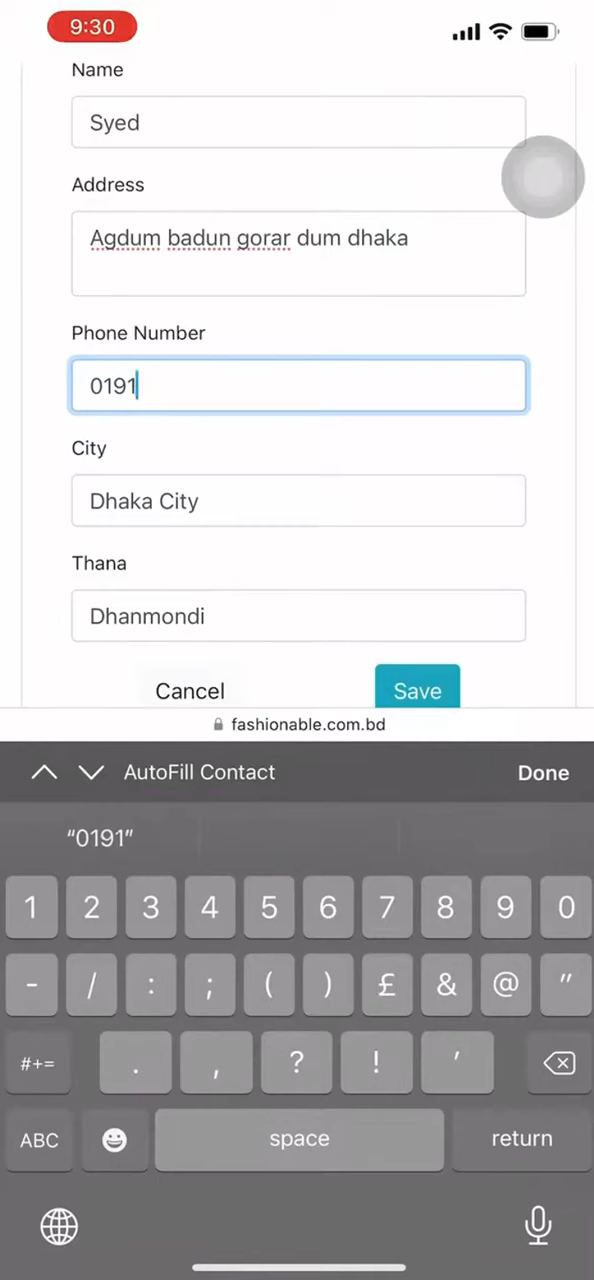 9:30
Name
Syed
Address
Agdum badun gorar dum dhaka
Phone Number
0191
City
Dhaka City
Thana
Dhanmondi
Cancel Save
fashionable.com.bd
AutoFill Contact Done
“0191”
1 2 3 4 5 6 7 8 9 0
- / : ; ( ) £ & @ "
#+= . , ? ! '
ABC space return